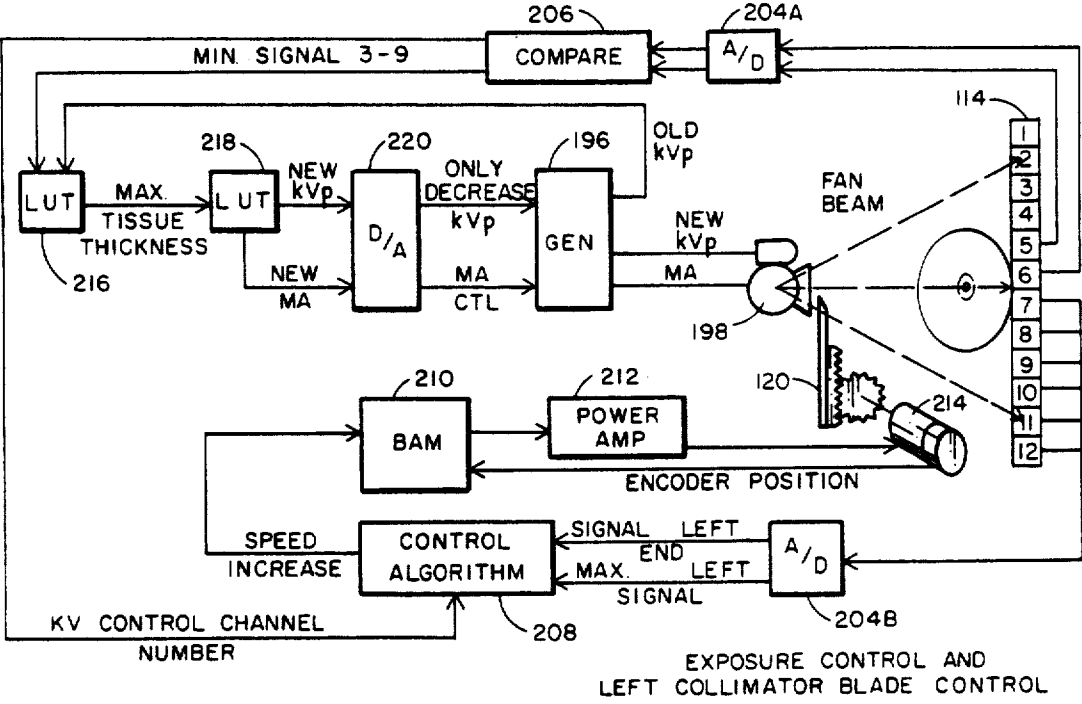 206
204A
COMPARE
A/D
MIN. SIGNAL 3-9
114
OLD
kVp
218
220
196
LUT
MAX.
TISSUE
THICKNESS
216
LUT
NEW
kVp
NEW
MA
D/A
ONLY
DECREASE
kVp
MA
CTL
GEN
NEW
kVp
MA
198
FAN
BEAM
1
2
3
4
5
6
7
8
9
10
11
12
120
214
210
212
BAM
POWER
AMP
ENCODER POSITION
SPEED
INCREASE
CONTROL
ALGORITHM
SIGNAL LEFT
END
MAX. LEFT
SIGNAL
A/D
208
204B
KV CONTROL CHANNEL
NUMBER
EXPOSURE CONTROL AND
LEFT COLLIMATOR BLADE CONTROL